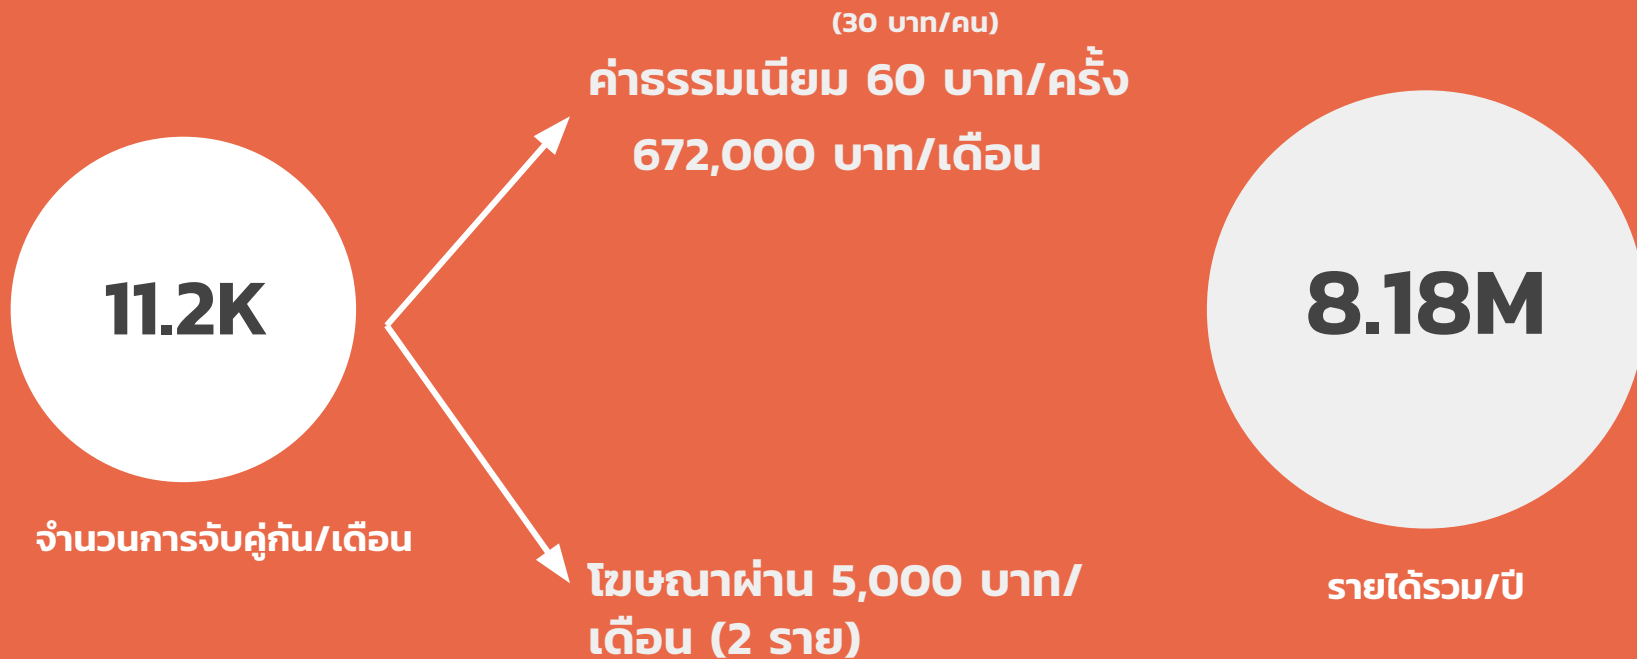 11.2K
จำนวนการจับคู่กัน/เดือน
(30 บาท/คน)
ค่าธรรมเนียม 60 บาท/ครั้ง
672,000 บาท/เดือน
โฆษณาผ่าน 5,000 บาท/
เดือน (2 ราย)
8.18M
รายได้รวม/ปี